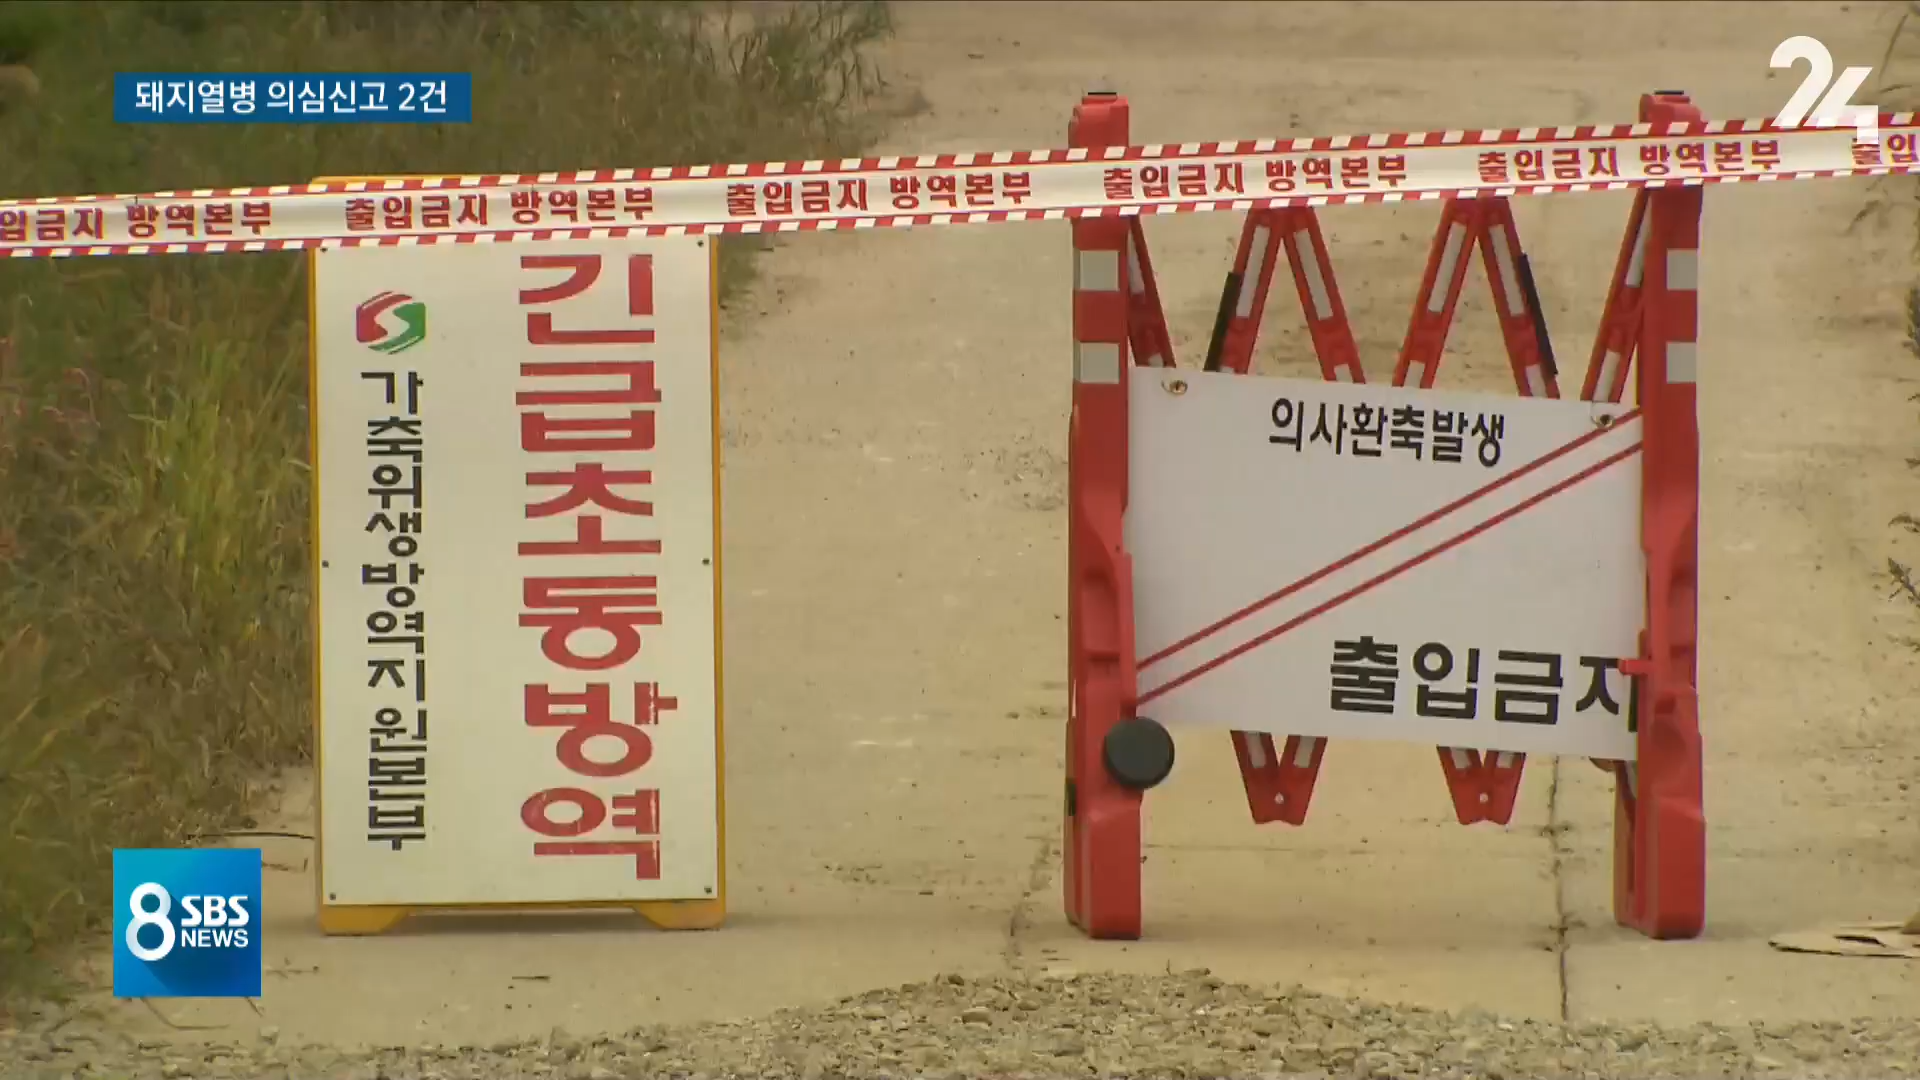 돼지열병 의심신고 2건
24
입금지 방역본부 출입금지 방역본부 출입금지 방역본부 출입금지 방역본부 출입금지 방역본부 출입
긴급초동방역
가축위생방역지원본부
의사환축발생
출입금지
8 SBS
NEWS